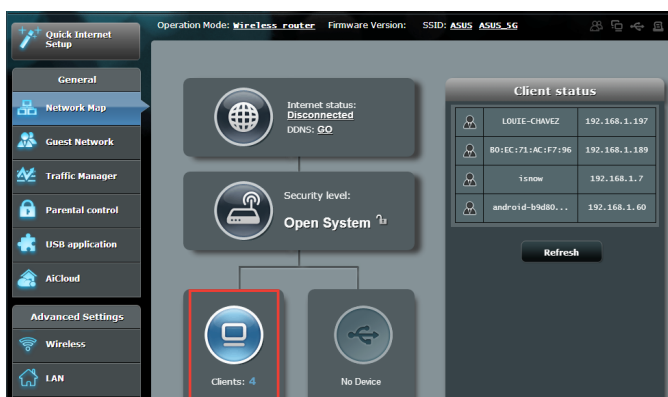 Quick Internet
Setup
Operation Mode: Wireless router Firmware Version: SSID: ASUS ASUS_5G
General
Network Map
Guest Network
Traffic Manager
Parental control
USB application
AiCloud
Advanced Settings
Wireless
LAN
Internet status:
Disconnected
DDNS: GO
Security level:
Open System
Clients: 4
No Device
Client status
LOUIE-CHAVEZ 192.168.1.197
B0:EC:71:AC:F7:96 192.168.1.189
isnow 192.168.1.7
android-b9d80... 192.168.1.60
Refresh